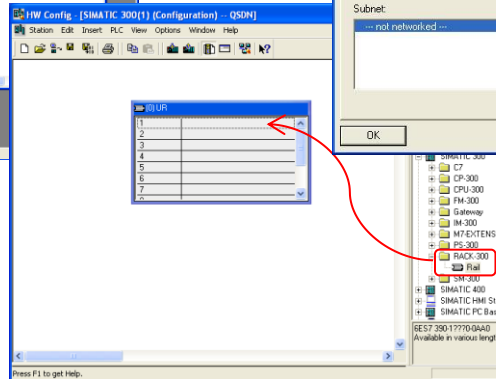 HW Config - [SIMATIC 300(1) (Configuration) -- QSDN]
Station Edit Insert PLC View Options Window Help
Subnet:
--- not networked ---
OK
(0) UR
1
2
3
4
5
6
7
SIMATIC 300
C7
CP-300
CPU-300
FM-300
Gateway
IM-300
M7-EXTENS
PS-300
RACK-300
Rail
SM-300
SIMATIC 400
SIMATIC HMI St
SIMATIC PC Bas
6ES7 390-1???0-0AA0
Available in various lengt
Press F1 to get Help.